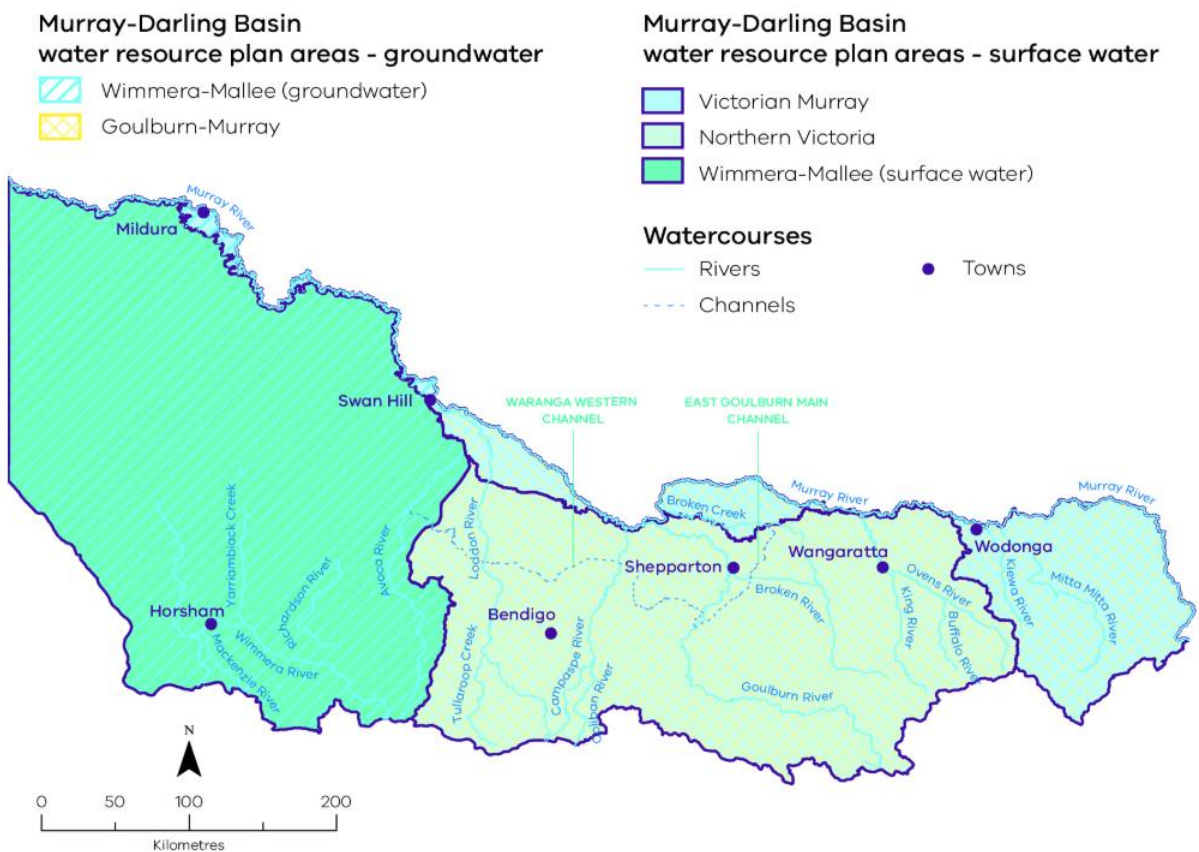 Murray-Darling Basin
water resource plan areas - groundwater
Wimmera-Mallee (groundwater)
Goulburn-Murray
Murray-Darling Basin
water resource plan areas - surface water
Victorian Murray
Northern Victoria
Wimmera-Mallee (surface water)
Watercourses
Rivers
Towns
Channels
Murray River
Mildura
Swan Hill
WARANGA WESTERN
CHANNEL
EAST GOULBURN MAIN
CHANNEL
Murray River
Murray River
Broken Creek
Yarriambiack Creek
Avoca River
Loddon River
Shepparton
Wangaratta
Wodonga
Kiewa River
Mitta Mitta River
Ovens River
Richardson River
Broken River
King River
Buffalo River
Horsham
Bendigo
Wimmera River
Mackenzie River
Tullaroop Creek
Campaspe River
Coliban River
Goulburn River
N
0 50 100 200
Kilometres